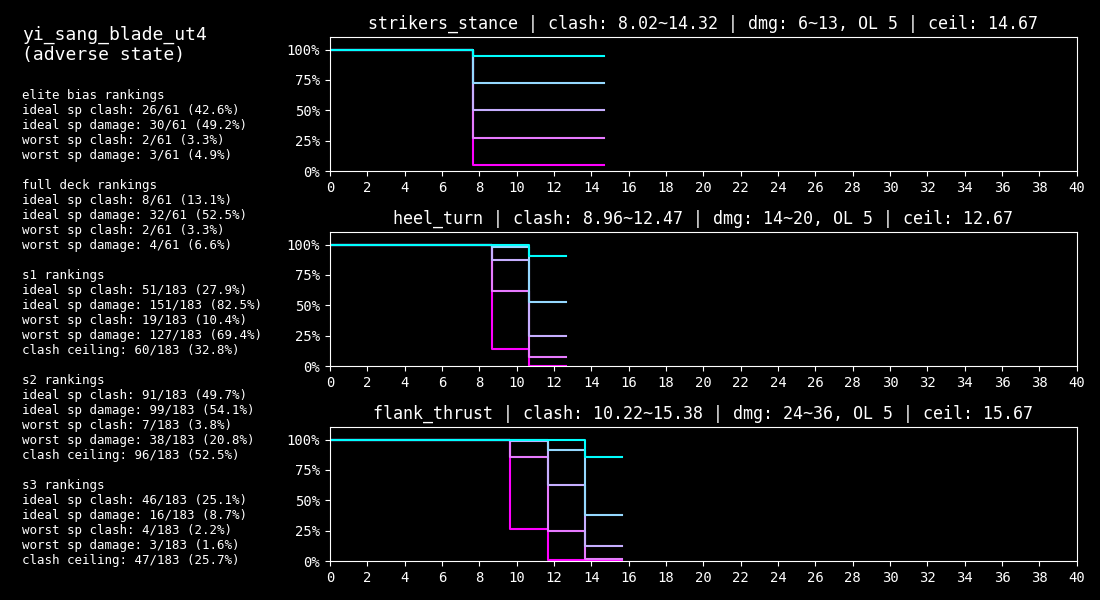 yi_sang_blade_ut4
(adverse state)
elite bias rankings
ideal sp clash: 26/61 (42.6%)
ideal sp damage: 30/61 (49.2%)
worst sp clash: 2/61 (3.3%)
worst sp damage: 3/61 (4.9%)
full deck rankings
ideal sp clash: 8/61 (13.1%)
ideal sp damage: 32/61 (52.5%)
worst sp clash: 2/61 (3.3%)
worst sp damage: 4/61 (6.6%)
s1 rankings
ideal sp clash: 51/183 (27.9%)
ideal sp damage: 151/183 (82.5%)
worst sp clash: 19/183 (10.4%)
worst sp damage: 127/183 (69.4%)
clash ceiling: 60/183 (32.8%)
s2 rankings
ideal sp clash: 91/183 (49.7%)
ideal sp damage: 99/183 (54.1%)
worst sp clash: 7/183 (3.8%)
worst sp damage: 38/183 (20.8%)
clash ceiling: 96/183 (52.5%)
s3 rankings
ideal sp clash: 46/183 (25.1%)
ideal sp damage: 16/183 (8.7%)
worst sp clash: 4/183 (2.2%)
worst sp damage: 3/183 (1.6%)
clash ceiling: 47/183 (25.7%)
strikers_stance | clash: 8.02~14.32 | dmg: 6~13, OL 5 | ceil: 14.67
100%
75%
50%
25%
0%
0 2 4 6 8 10 12 14 16 18 20 22 24 26 28 30 32 34 36 38 40
heel_turn | clash: 8.96~12.47 | dmg: 14~20, OL 5 | ceil: 12.67
100%
75%
50%
25%
0%
0 2 4 6 8 10 12 14 16 18 20 22 24 26 28 30 32 34 36 38 40
flank_thrust | clash: 10.22~15.38 | dmg: 24~36, OL 5 | ceil: 15.67
100%
75%
50%
25%
0%
0 2 4 6 8 10 12 14 16 18 20 22 24 26 28 30 32 34 36 38 40